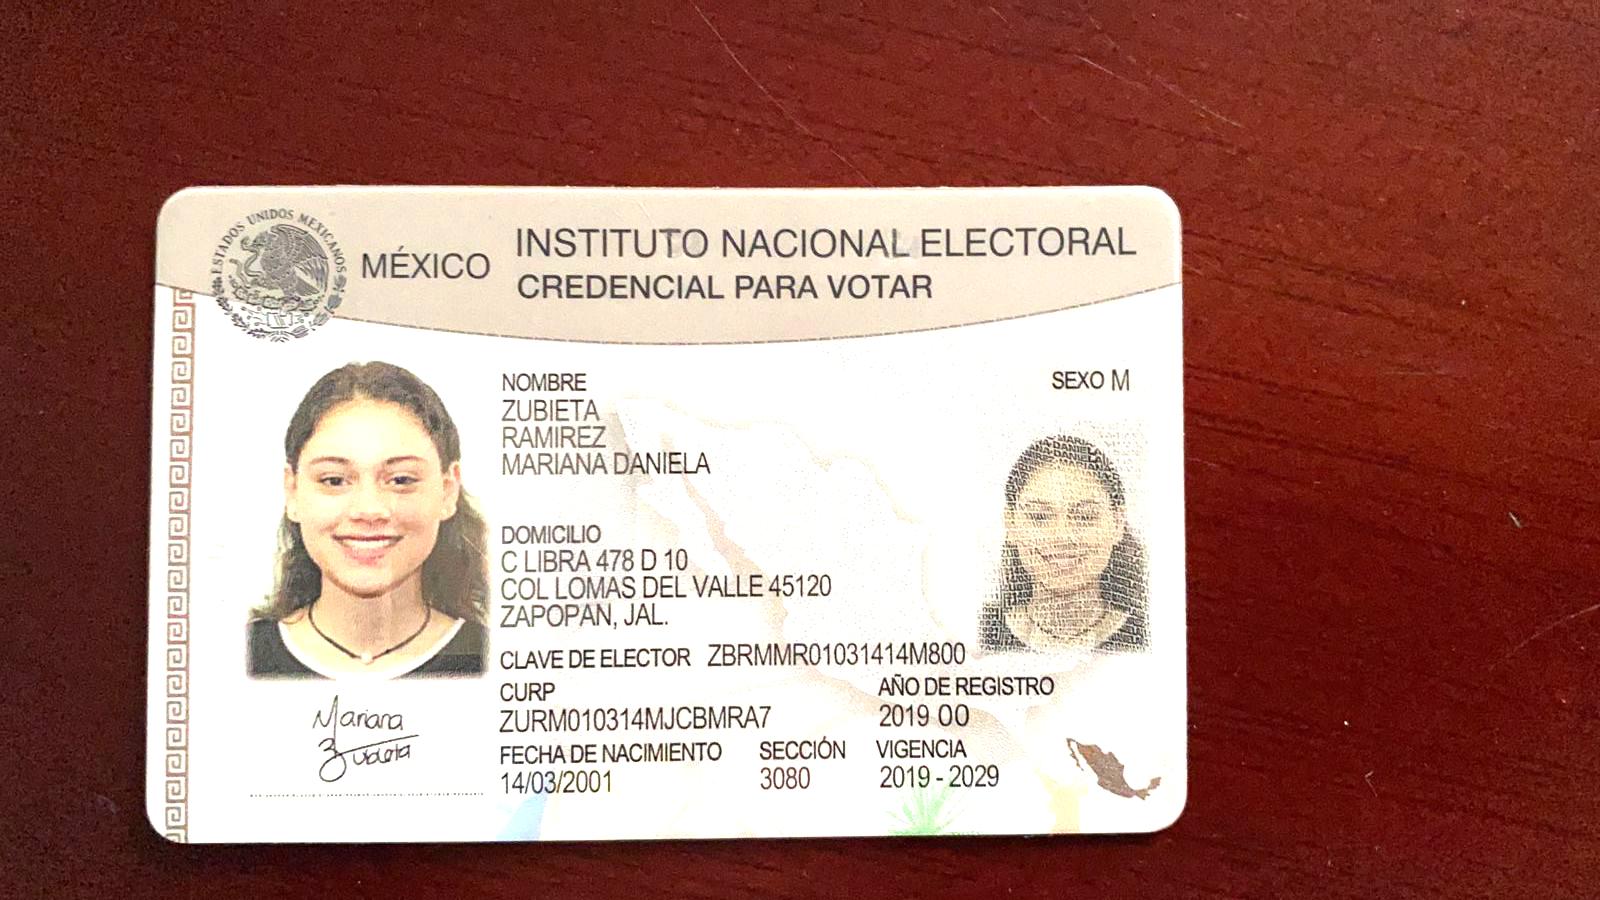 ESTADOS UNIDOS MEXICANOS
MÉXICO
INSTITUTO NACIONAL ELECTORAL
CREDENCIAL PARA VOTAR
NOMBRE
SEXO M
ZUBIETA
RAMIREZ
MARIANA DANIELA
DOMICILIO
C LIBRA 478 D 10
COL LOMAS DEL VALLE 45120
ZAPOPAN, JAL.
CLAVE DE ELECTOR ZBRMMR01031414M800
CURP
AÑO DE REGISTRO
ZURM010314MJCBMRA7
2019 00
FECHA DE NACIMIENTO SECCIÓN VIGENCIA
14/03/2001 3080 2019 - 2029
Mariana
Zubieta